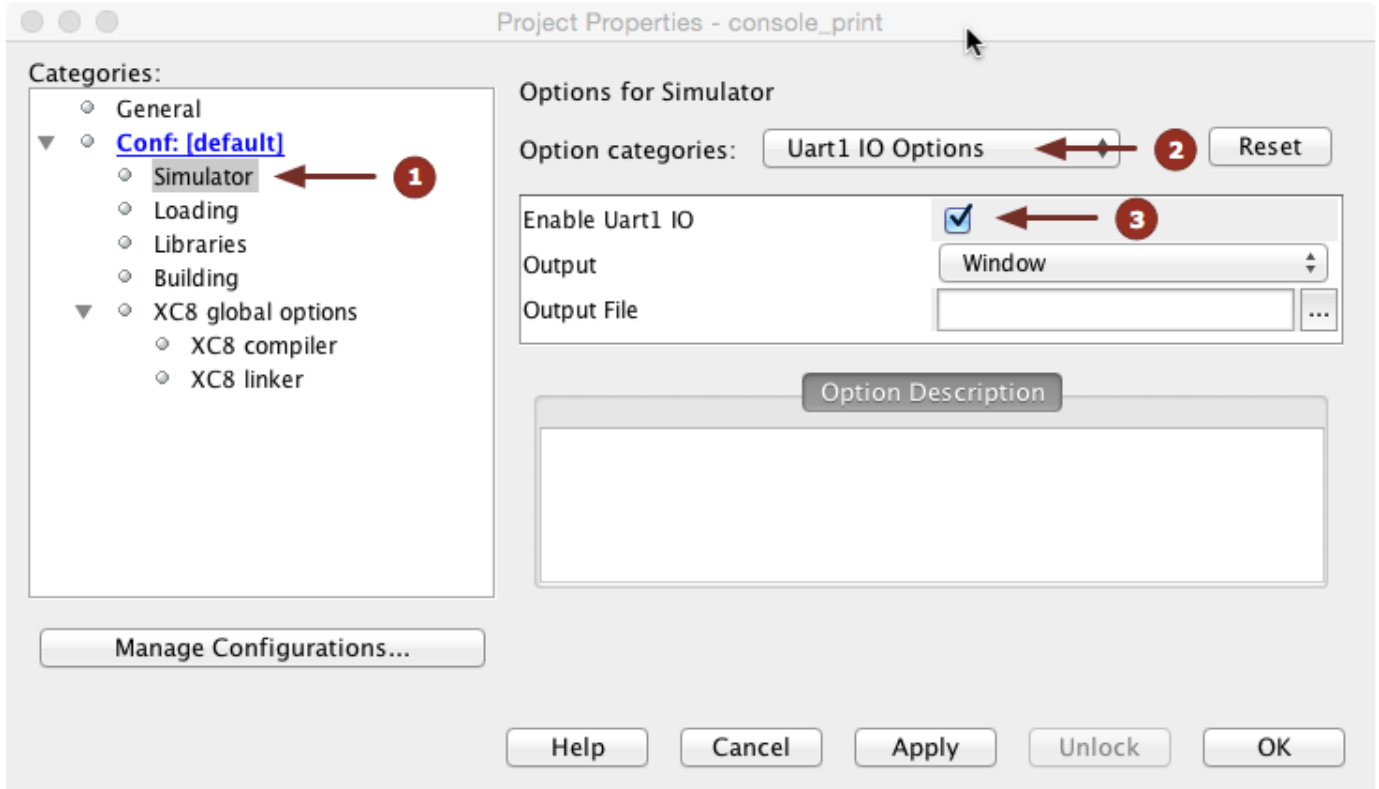 Project Properties - console_print
Categories:
General
Conf: [default]
Simulator
1
Loading
Libraries
Building
XC8 global options
XC8 compiler
XC8 linker
Manage Configurations...
Options for Simulator
Option categories:
Uart1 IO Options
2
Reset
Enable Uart1 IO
3
Output
Window
Output File
...
Option Description
Help
Cancel
Apply
Unlock
OK